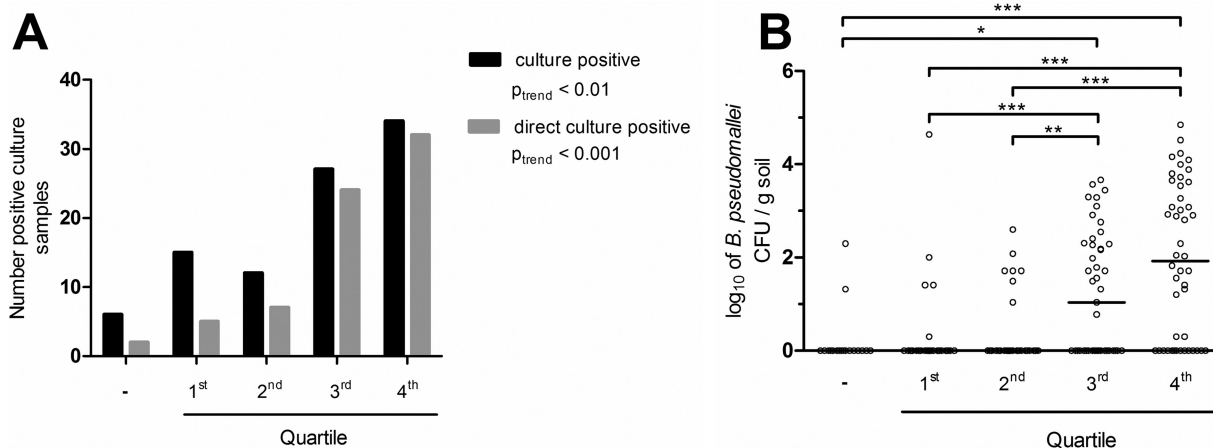 A
40
30
20
10
0
Number positive culture
samples
culture positive
p_trend < 0.01
direct culture positive
p_trend < 0.001
- 1st 2nd 3rd 4th
Quartile
B
***
*
***
***
***
**
6
4
2
0
log10 of B. pseudomallei
CFU / g soil
- 1st 2nd 3rd 4th
Quartile